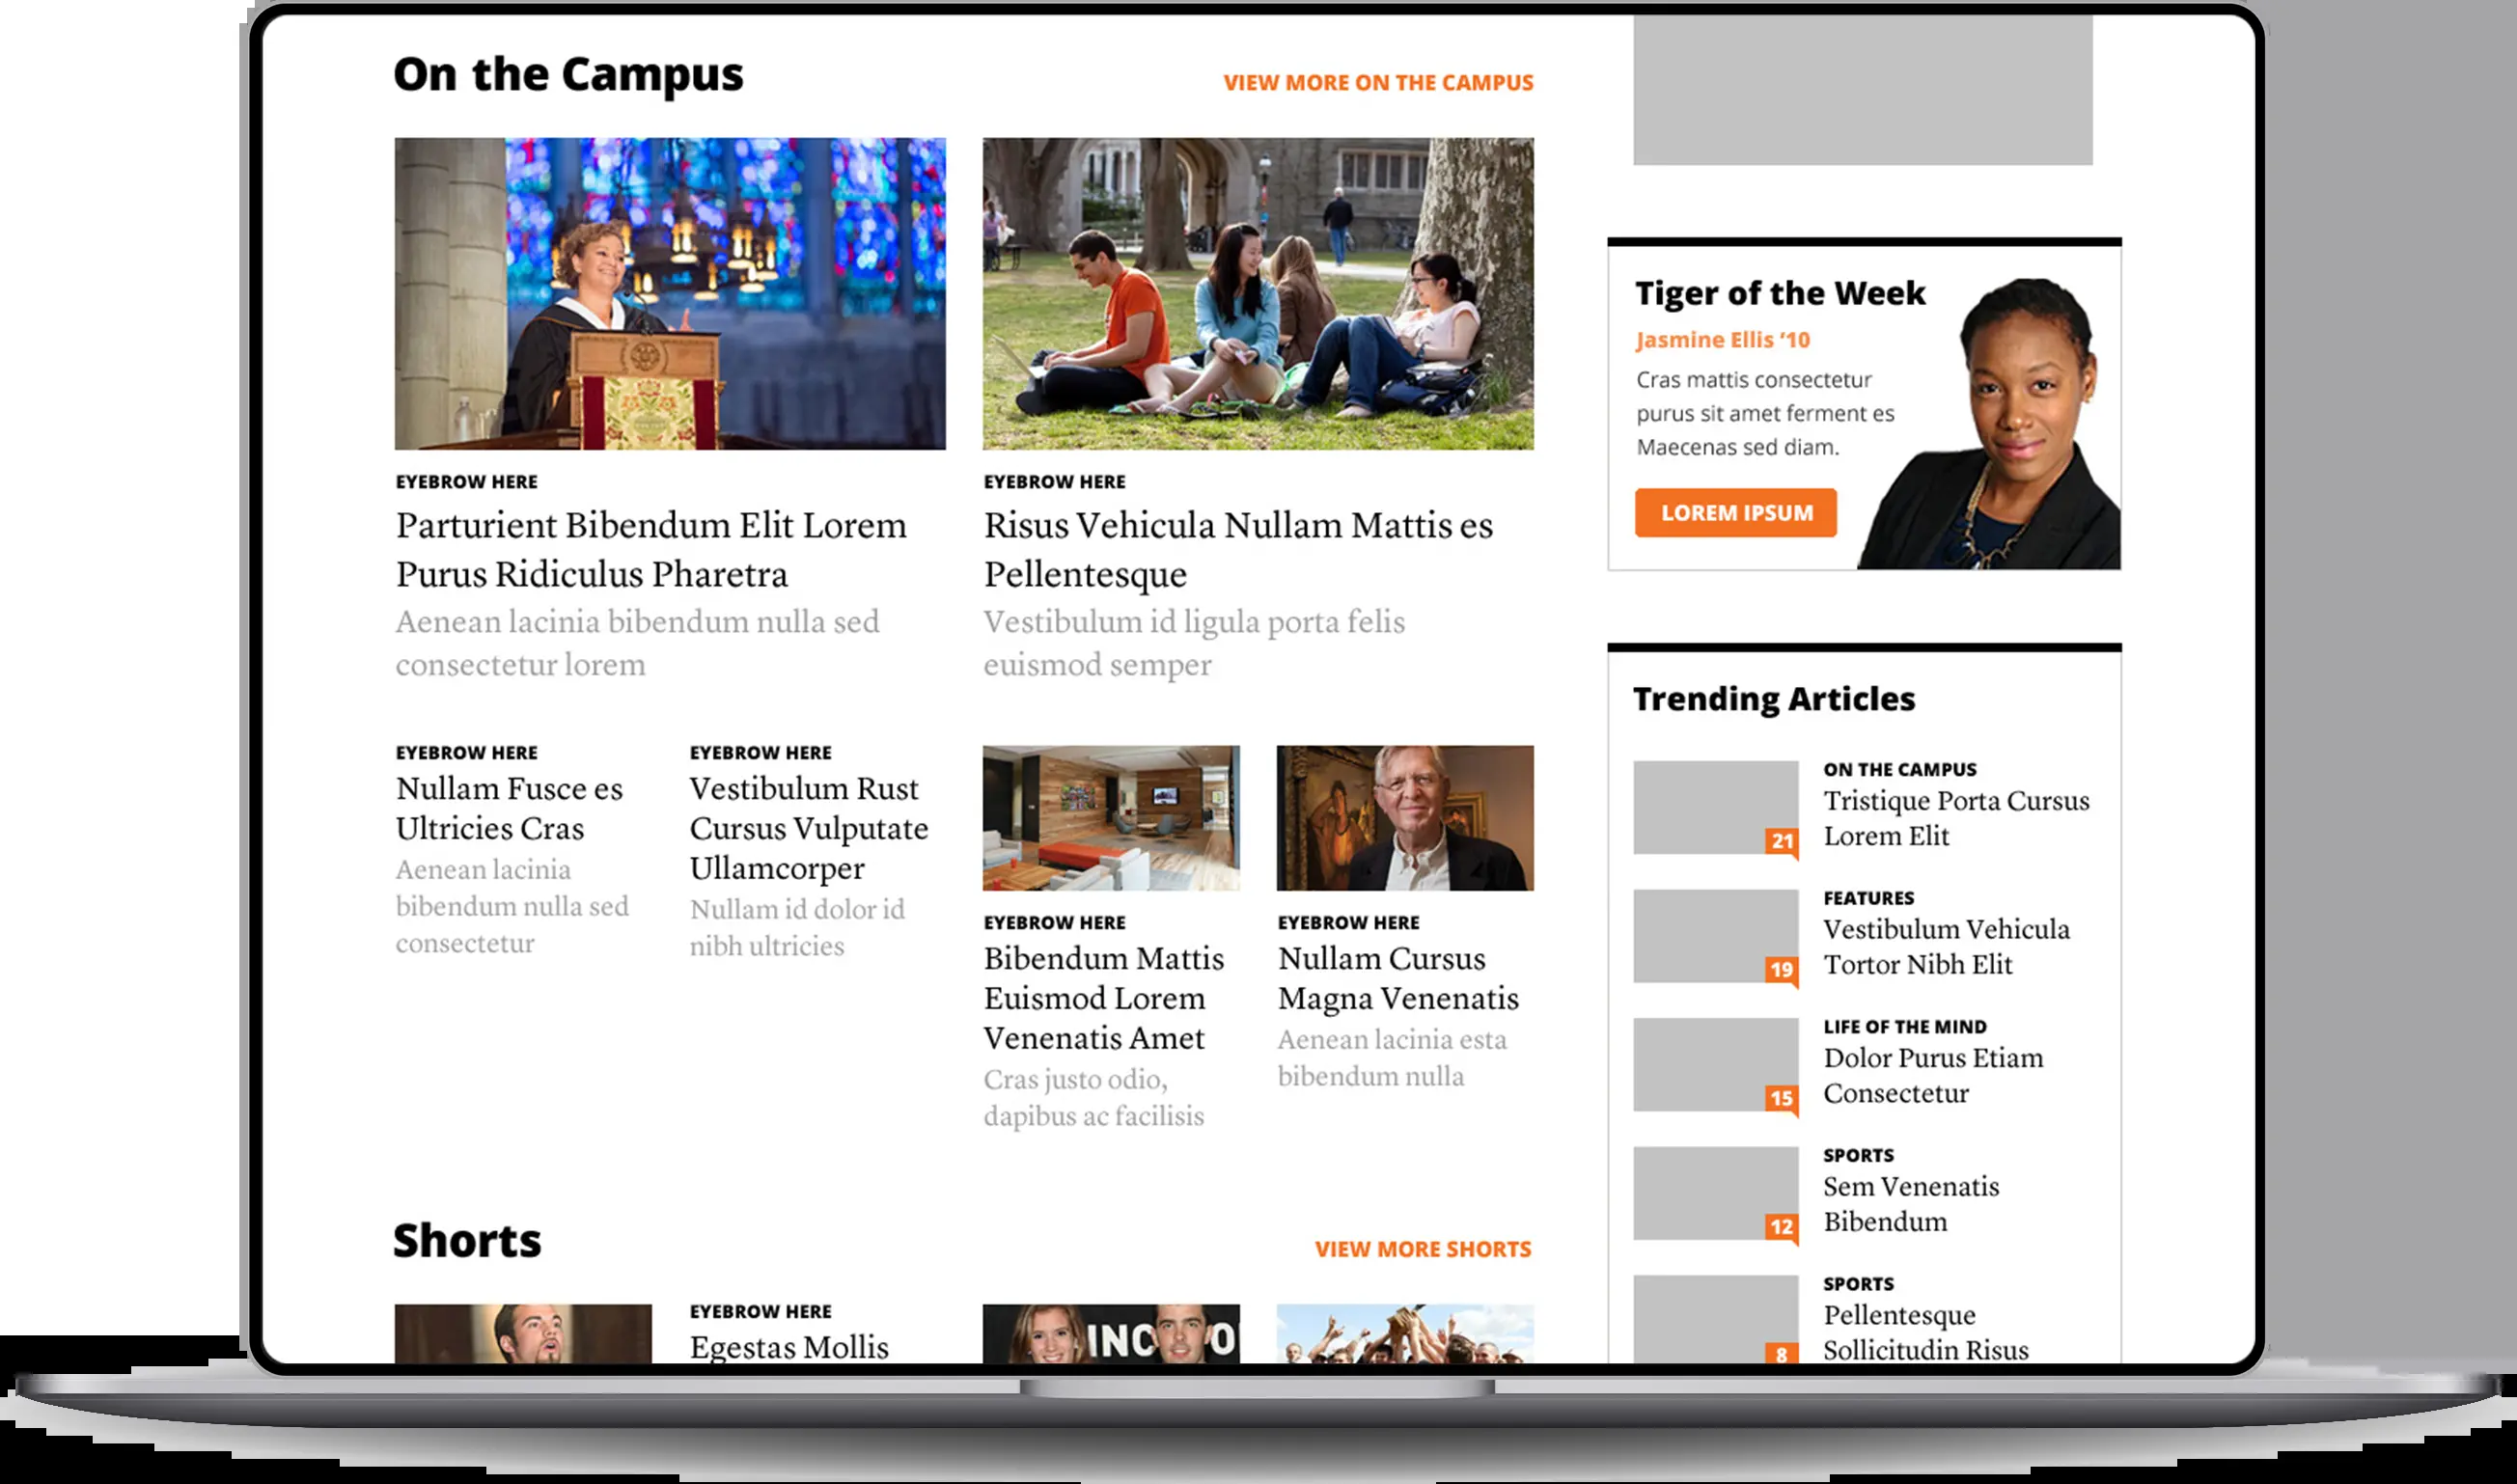 On the Campus
VIEW MORE ON THE CAMPUS
EYEBROW HERE
Parturient Bibendum Elit Lorem
Purus Ridiculus Pharetra
Aenean lacinia bibendum nulla sed
consectetur lorem
EYEBROW HERE
Risus Vehicula Nullam Mattis es
Pellentesque
Vestibulum id ligula porta felis
euismod semper
EYEBROW HERE
Nullam Fusce es
Ultricies Cras
Aenean lacinia
bibendum nulla sed
consectetur
EYEBROW HERE
Vestibulum Rust
Cursus Vulputate
Ullamcorper
Nullam id dolor id
nibh ultricies
EYEBROW HERE
Bibendum Mattis
Euismod Lorem
Venenatis Amet
Cras justo odio,
dapibus ac facilisis
EYEBROW HERE
Nullam Cursus
Magna Venenatis
Aenean lacinia esta
bibendum nulla
Shorts
VIEW MORE SHORTS
EYEBROW HERE
Egestas Mollis
Tiger of the Week
Jasmine Ellis ’10
Cras mattis consectetur
purus sit amet ferment es
Maecenas sed diam.
LOREM IPSUM
Trending Articles
21
ON THE CAMPUS
Tristique Porta Cursus
Lorem Elit
19
FEATURES
Vestibulum Vehicula
Tortor Nibh Elit
15
LIFE OF THE MIND
Dolor Purus Etiam
Consectetur
12
SPORTS
Sem Venenatis
Bibendum
8
SPORTS
Pellentesque
Sollicitudin Risus